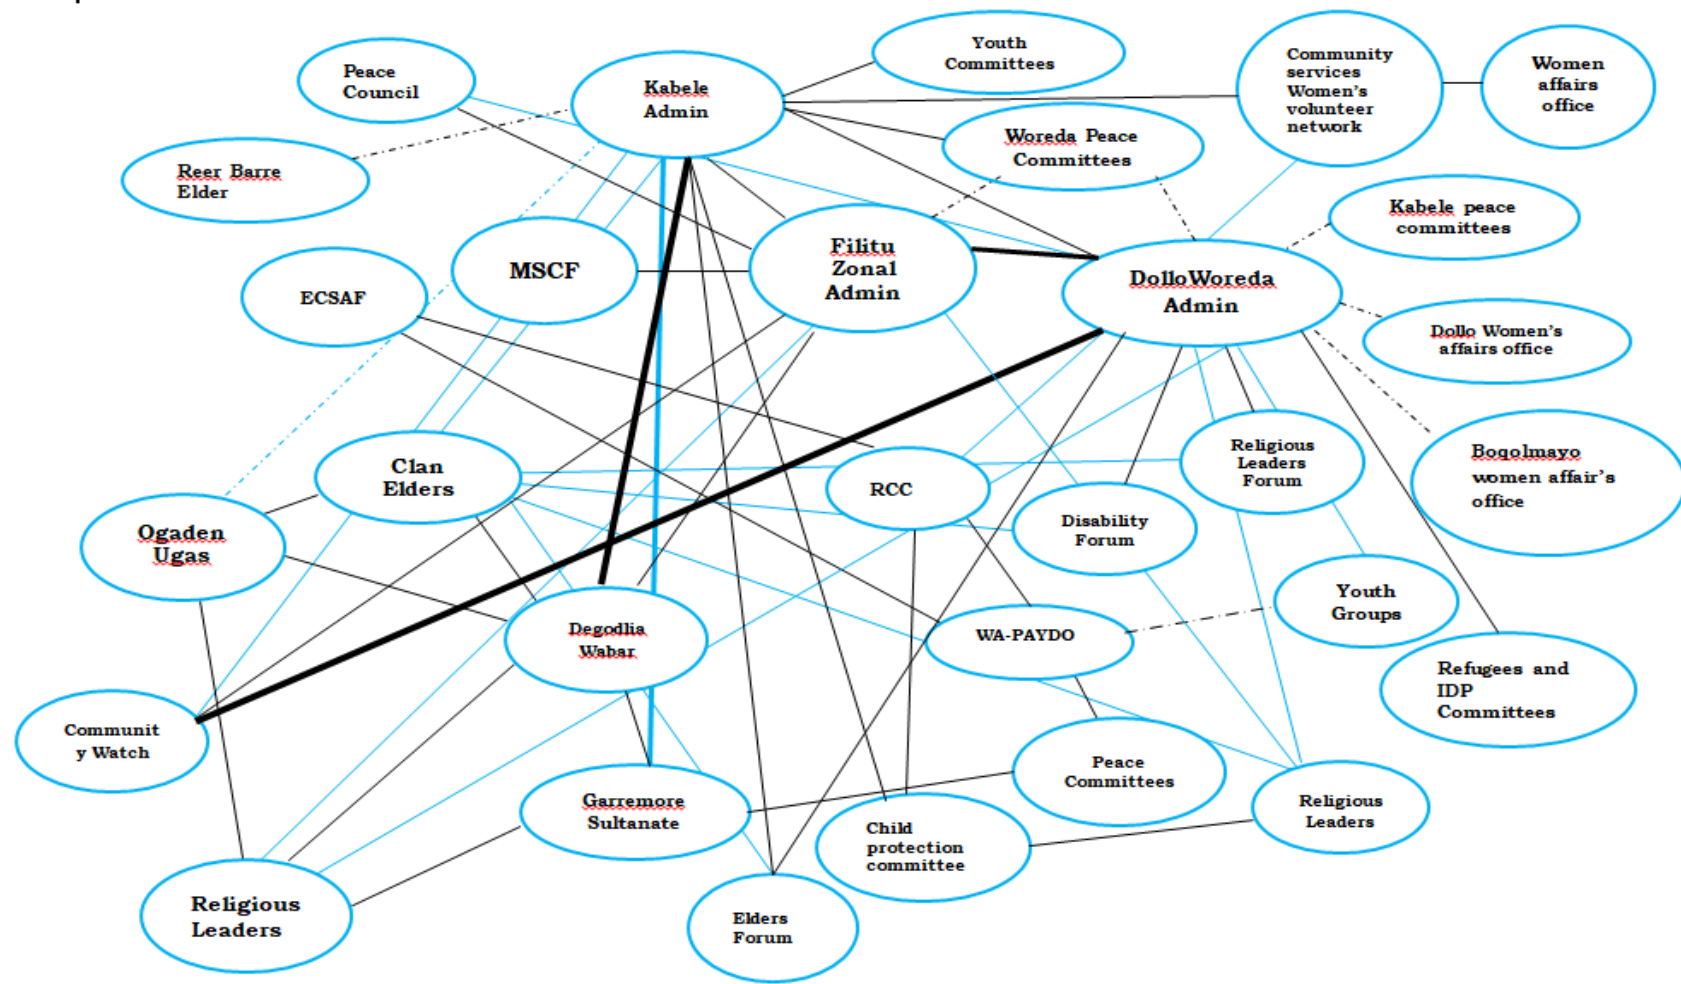 Youth
Committees
Community
services
Women's
volunteer
network
Women
affairs
office
Peace
Council
Kabele
Admin
Woreda Peace
Committees
Reer Barre
Elder
Kabele peace
committees
MSCF
Filitu
Zonal
Admin
DolloWoreda
Admin
ECSAF
Dollo Women's
affairs office
Clan
Elders
RCC
Religious
Leaders
Forum
Boqolmayo
women affair's
office
Ogaden
Ugas
Disability
Forum
Youth
Groups
Degodlia
Wabar
WA-PAYDO
Refugees and
IDP
Committees
Communit
y Watch
Peace
Committees
Garremore
Sultanate
Religious
Leaders
Child
protection
committee
Religious
Leaders
Elders
Forum